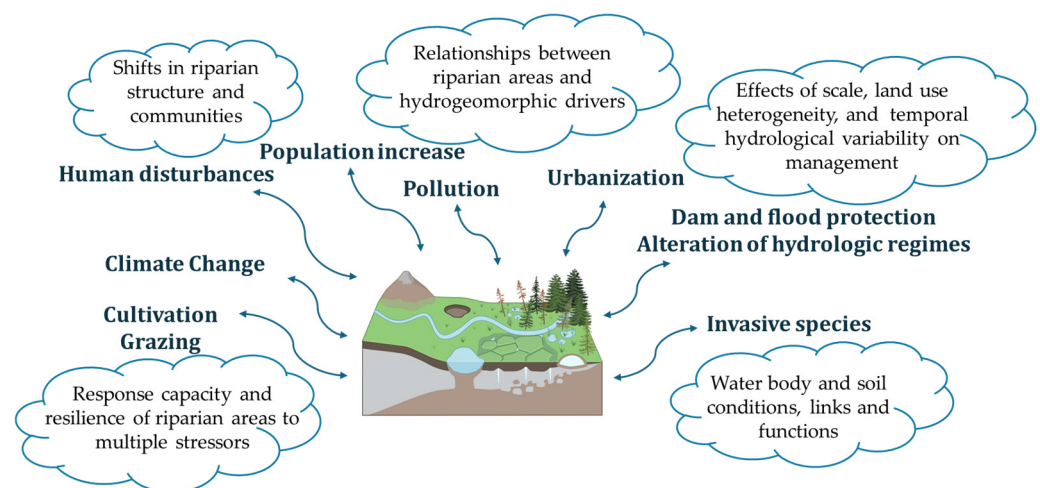 Shifts in riparian
structure and
communities
Relationships between
riparian areas and
hydrogeomorphic drivers
Effects of scale, land use
heterogeneity, and temporal
hydrological variability on
management
Population increase
Human disturbances
Pollution
Urbanization
Dam and flood protection
Alteration of hydrologic regimes
Climate Change
Cultivation
Grazing
Invasive species
Response capacity and
resilience of riparian areas to
multiple stressors
Water body and soil
conditions, links and
functions